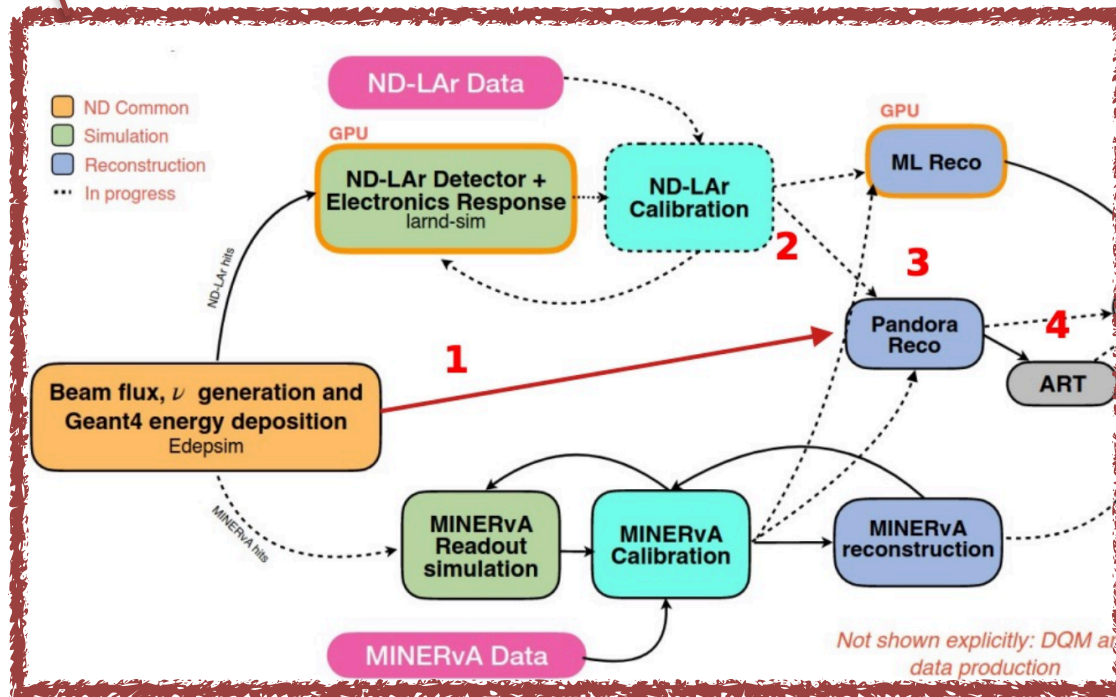 ND-LAr Data
ND Common
Simulation
Reconstruction
In progress
GPU
ND-LAr Detector +
Electronics Response
larnd-sim
ND-LAr
Calibration
GPU
ML Reco
2
3
ND-LAr hits
1
Pandora
Reco
4
ART
Beam flux, ν generation and
Geant4 energy deposition
Edepsim
MINERvA hits
MINERvA
Readout
simulation
MINERvA
Calibration
MINERvA
reconstruction
MINERvA Data
Not shown explicitly: DQM
data production